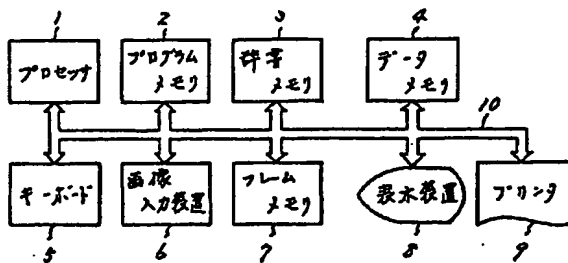 1
プロセッサ
2
プログラム
メモリ
3
辞書
メモリ
4
データ
メモリ
10
キーボード
5
画像
入力装置
6
フレーム
メモリ
7
表示装置
8
プリンタ
9